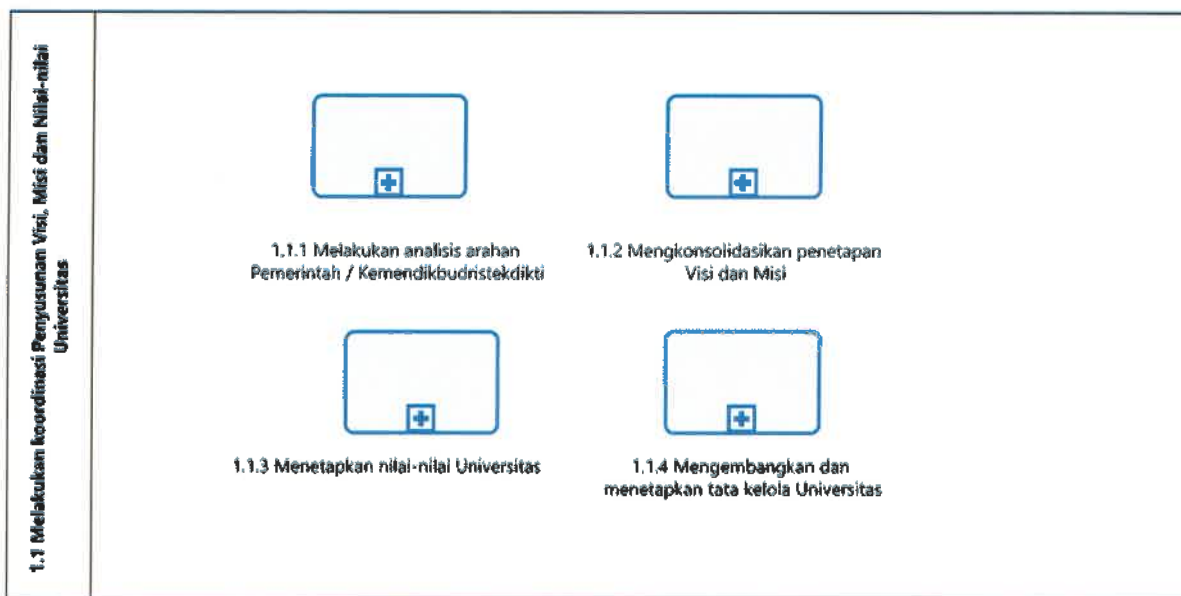 1.1 Melakukan koordinasi Penyusunan Visi, Misi dan Nilai-nilai
Universitas
1.1.1 Melakukan analisis arahan
Pemerintah / Kemendikbudristekdikti
1.1.2 Mengkonsolidasikan penetapan
Visi dan Misi
1.1.3 Menetapkan nilai-nilai Universitas
1.1.4 Mengembangkan dan
menetapkan tata kelola Universitas